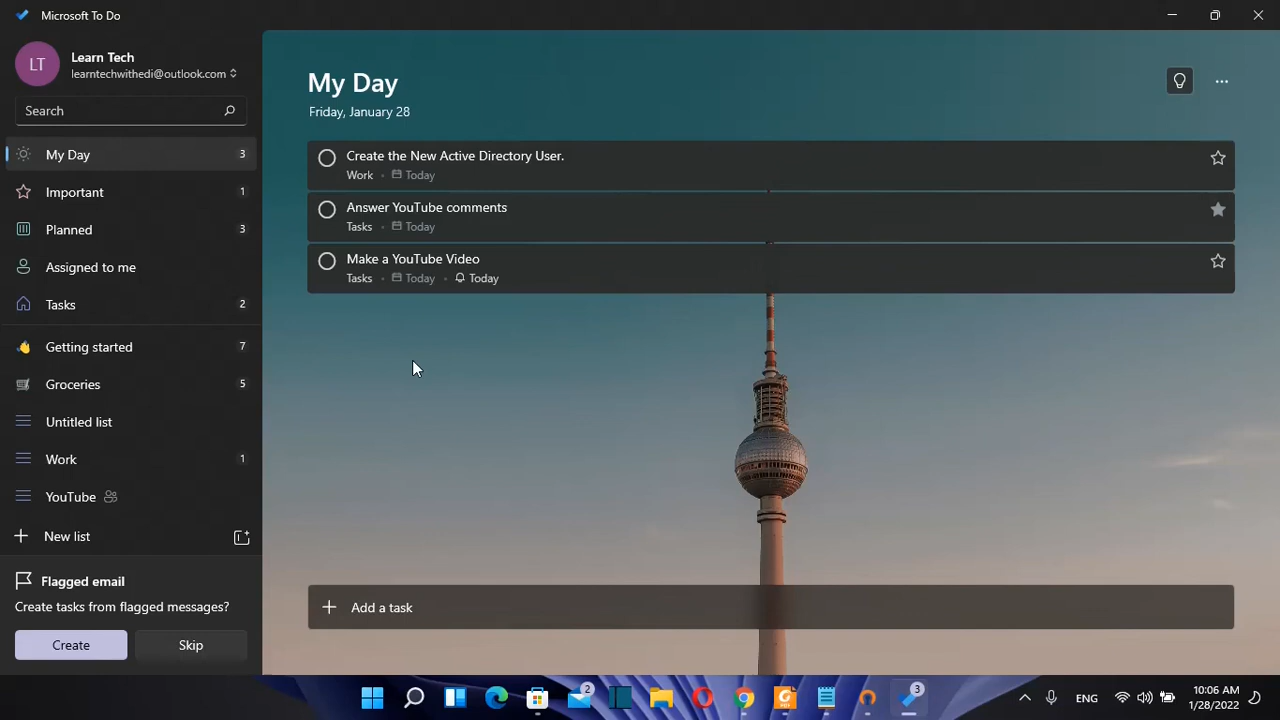 Microsoft To Do
LT
Learn Tech
learntechwithedi@outlook.com
Search
My Day 3
Important 1
Planned 3
Assigned to me
Tasks 2
Getting started 7
Groceries 5
Untitled list
Work 1
YouTube
New list
Flagged email
Create tasks from flagged messages?
Create Skip
My Day
Friday, January 28
Create the New Active Directory User.
Work • Today
Answer YouTube comments
Tasks • Today
Make a YouTube Video
Tasks • Today • Today
Add a task
2
3
ENG
10:06 AM
1/28/2022